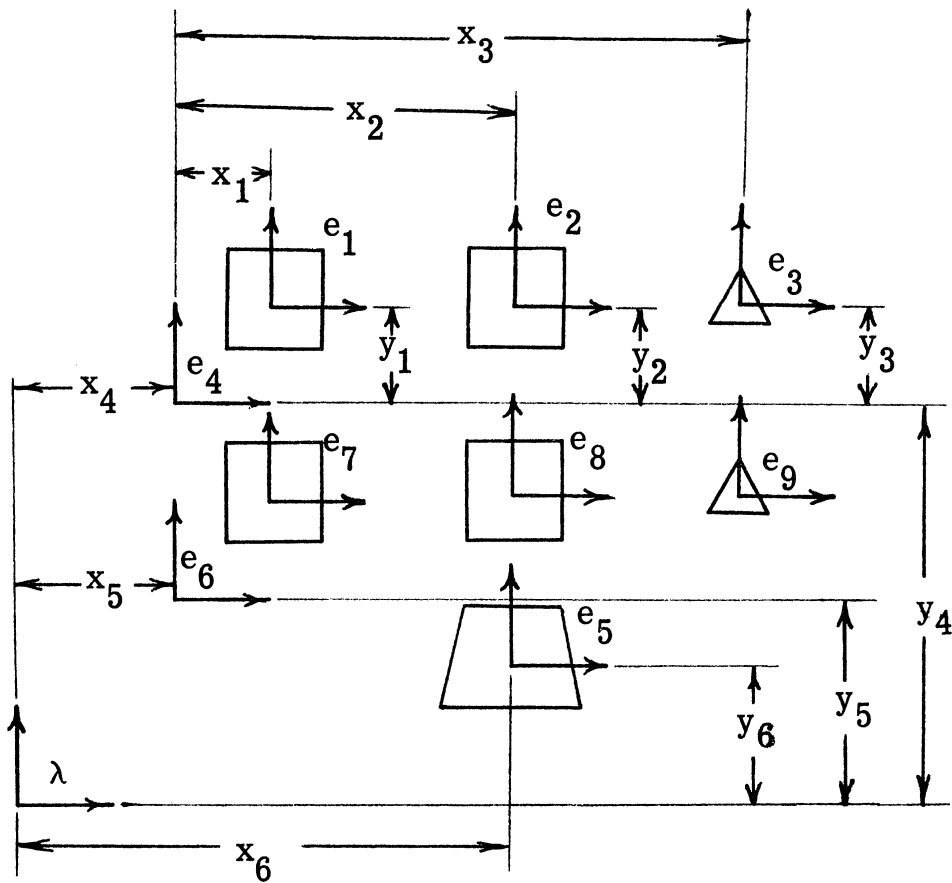 x₃
x₂
x₁
e₁
e₂
e₃
y₁
y₂
y₃
e₄
x₄
e₇
e₈
e₉
e₆
x₅
e₅
y₄
y₅
y₆
λ
x₆